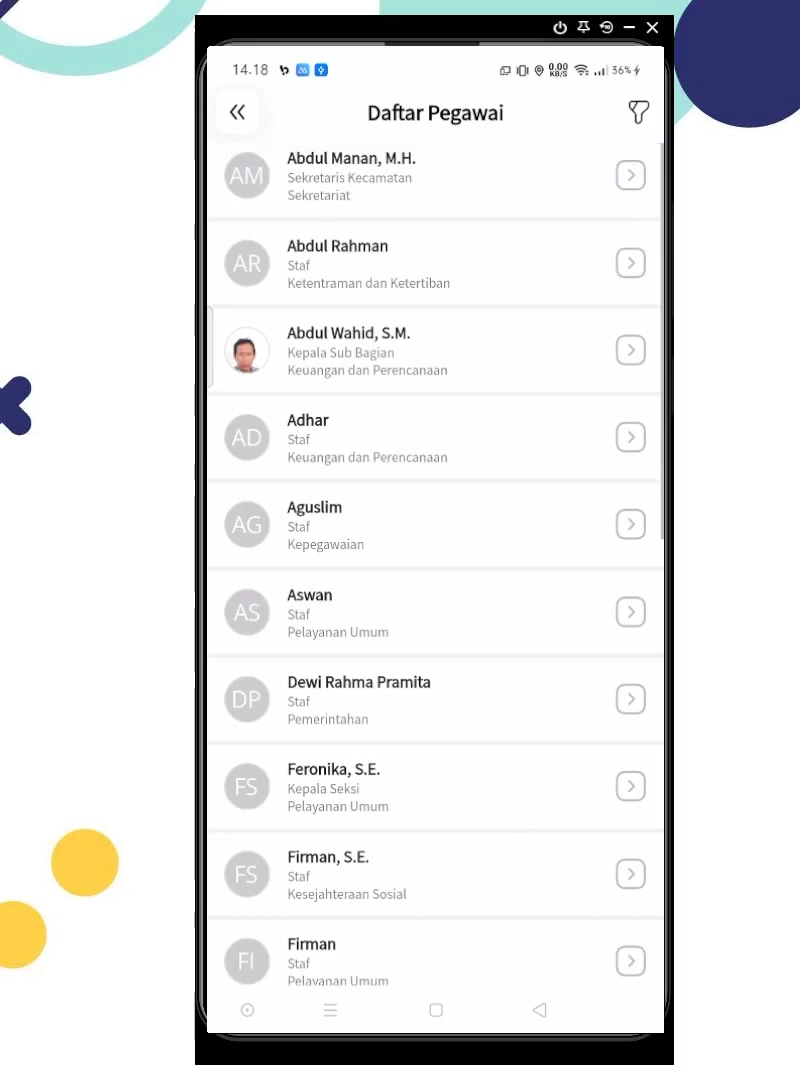 14.18
0.00
KB/S
36%
Daftar Pegawai
AM
Abdul Manan, M.H.
Sekretaris Kecamatan
Sekretariat
AR
Abdul Rahman
Staf
Ketentraman dan Ketertiban
Abdul Wahid, S.M.
Kepala Sub Bagian
Keuangan dan Perencanaan
AD
Adhar
Staf
Keuangan dan Perencanaan
AG
Aguslim
Staf
Kepegawaian
AS
Aswan
Staf
Pelayanan Umum
DP
Dewi Rahma Pramita
Staf
Pemerintahan
FS
Feronika, S.E.
Kepala Seksi
Pelayanan Umum
FS
Firman, S.E.
Staf
Kesejahteraan Sosial
FI
Firman
Staf
Pelayanan Umum